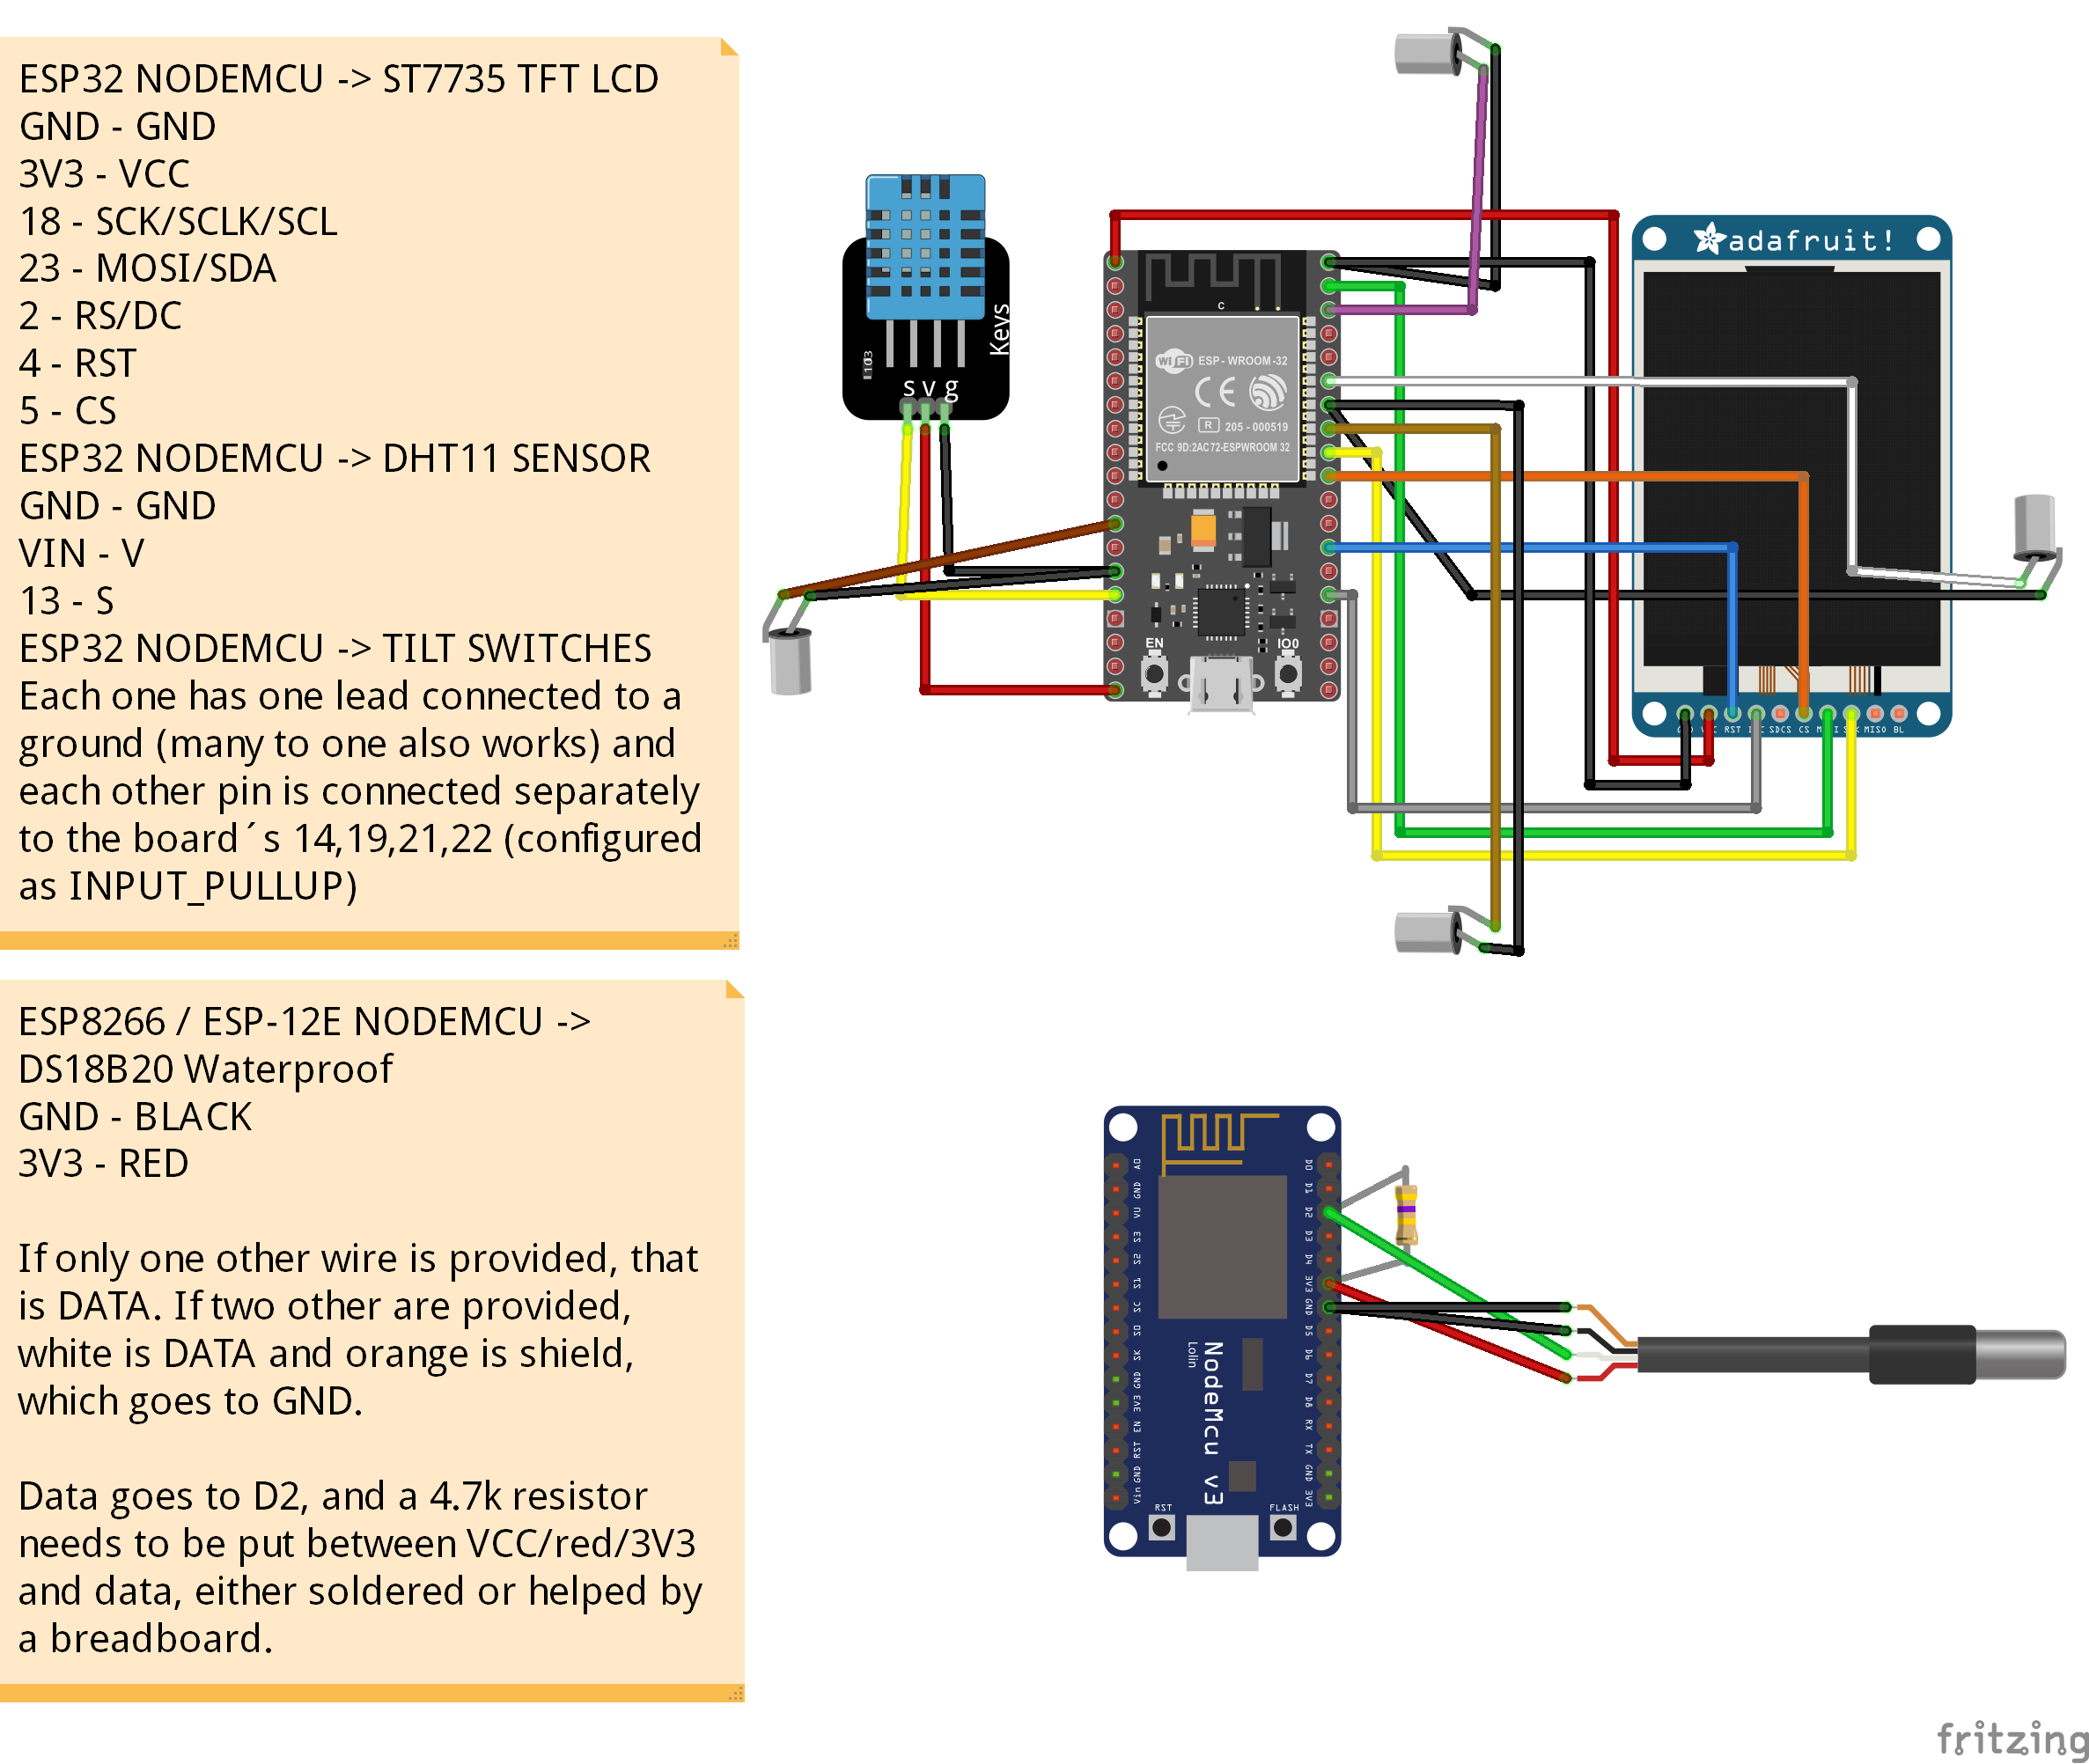 ESP32 NODEMCU -> ST7735 TFT LCD
GND - GND
3V3 - VCC
18 - SCK/SCLK/SCL
23 - MOSI/SDA
2 - RS/DC
4 - RST
5 - CS
ESP32 NODEMCU -> DHT11 SENSOR
GND - GND
VIN - V
13 - S
ESP32 NODEMCU -> TILT SWITCHES
Each one has one lead connected to a
ground (many to one also works) and
each other pin is connected separately
to the board´s 14,19,21,22 (configured
as INPUT_PULLUP)
Keys
103
s v g
C
WiFi ESP-WROOM-32
CE
R 205-000519
FCC 9D:2AC72-ESPWROOM 32
EN
IO0
adafruit!
RST
SDCS CS
MISO BL
ESP8266 / ESP-12E NODEMCU ->
DS18B20 Waterproof
GND - BLACK
3V3 - RED
If only one other wire is provided, that
is DATA. If two other are provided,
white is DATA and orange is shield,
which goes to GND.
Data goes to D2, and a 4.7k resistor
needs to be put between VCC/red/3V3
and data, either soldered or helped by
a breadboard.
A0
GND
VU
S3
S2
S1
SC
S0
SK
GND
3V3
EN
RST
GND
Vin
D0
D1
D2
D3
D4
3V3
GND
D5
D6
D7
D8
RX
TX
GND
3V3
NodeMcu v3
Lolin
RST
FLASH
fritzing